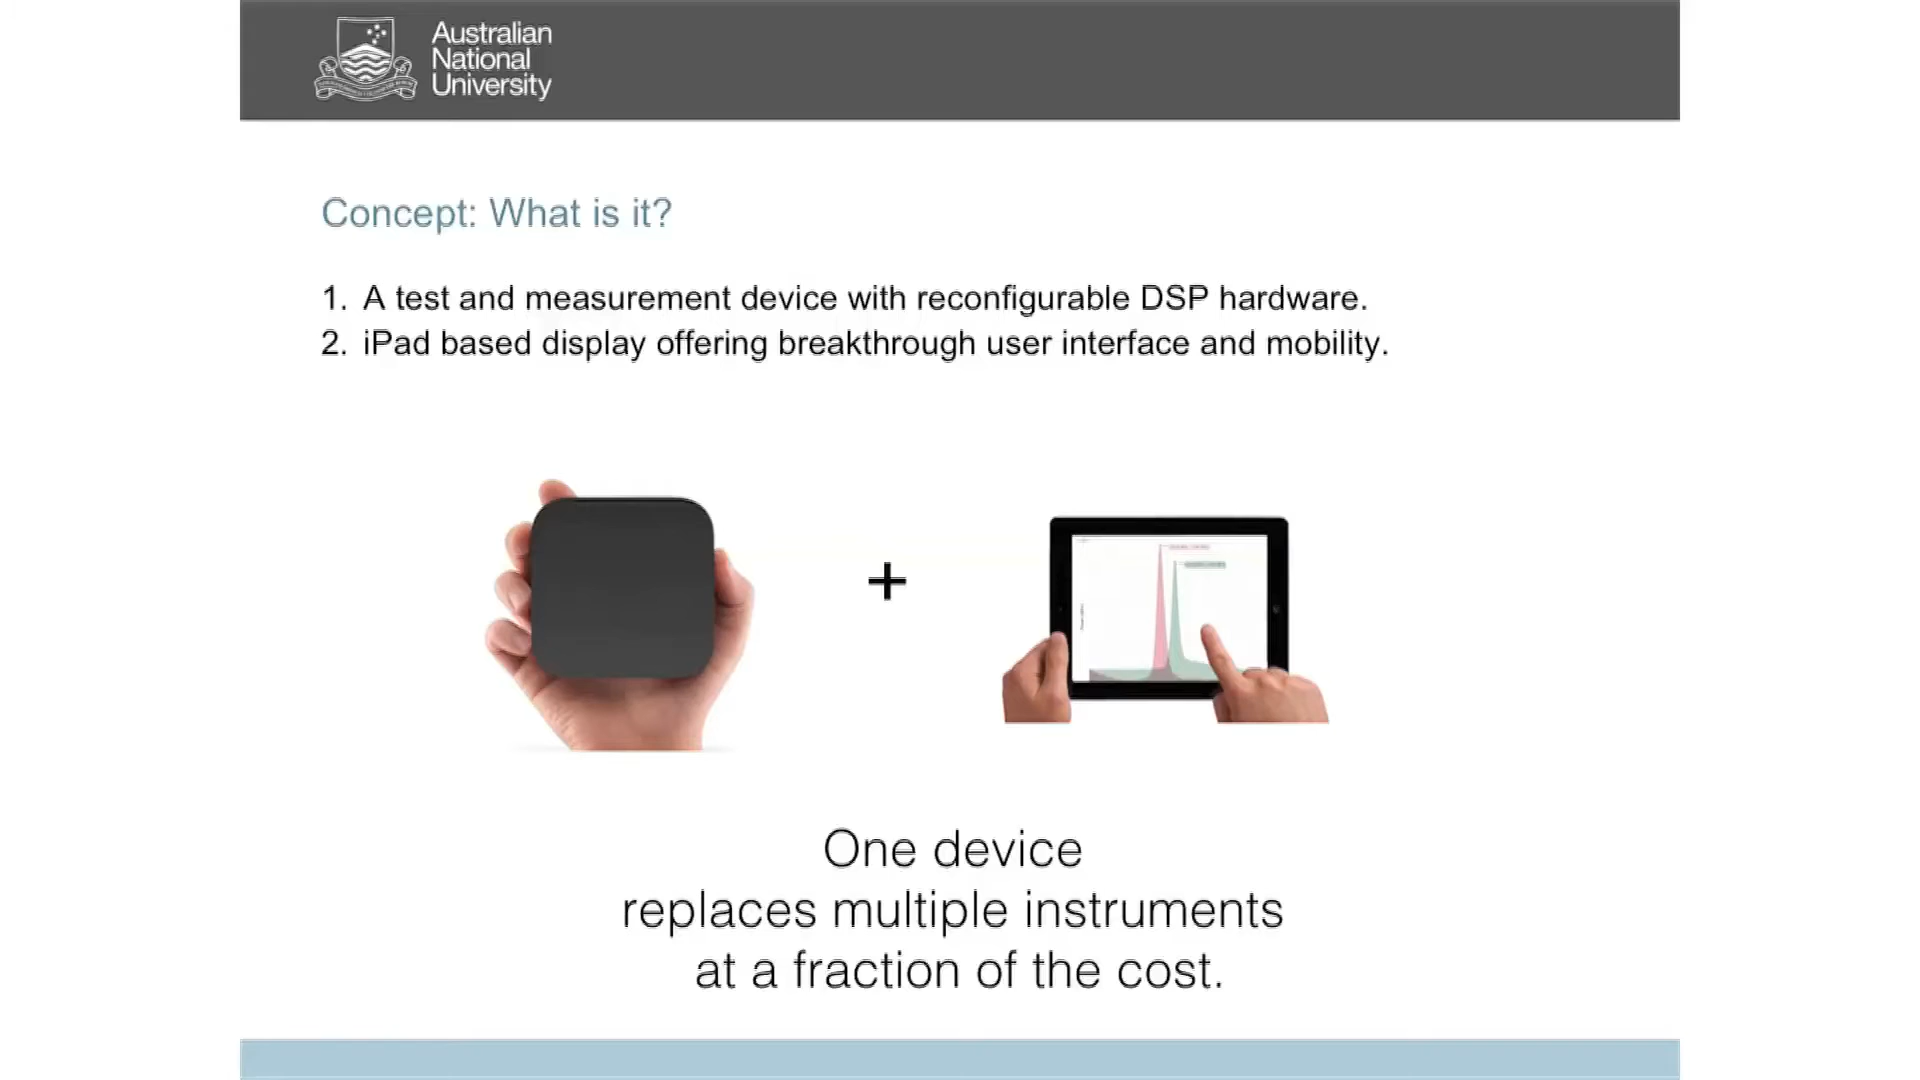 Australian
National
University
Concept: What is it?
1. A test and measurement device with reconfigurable DSP hardware.
2. iPad based display offering breakthrough user interface and mobility.
+
One device
replaces multiple instruments
at a fraction of the cost.